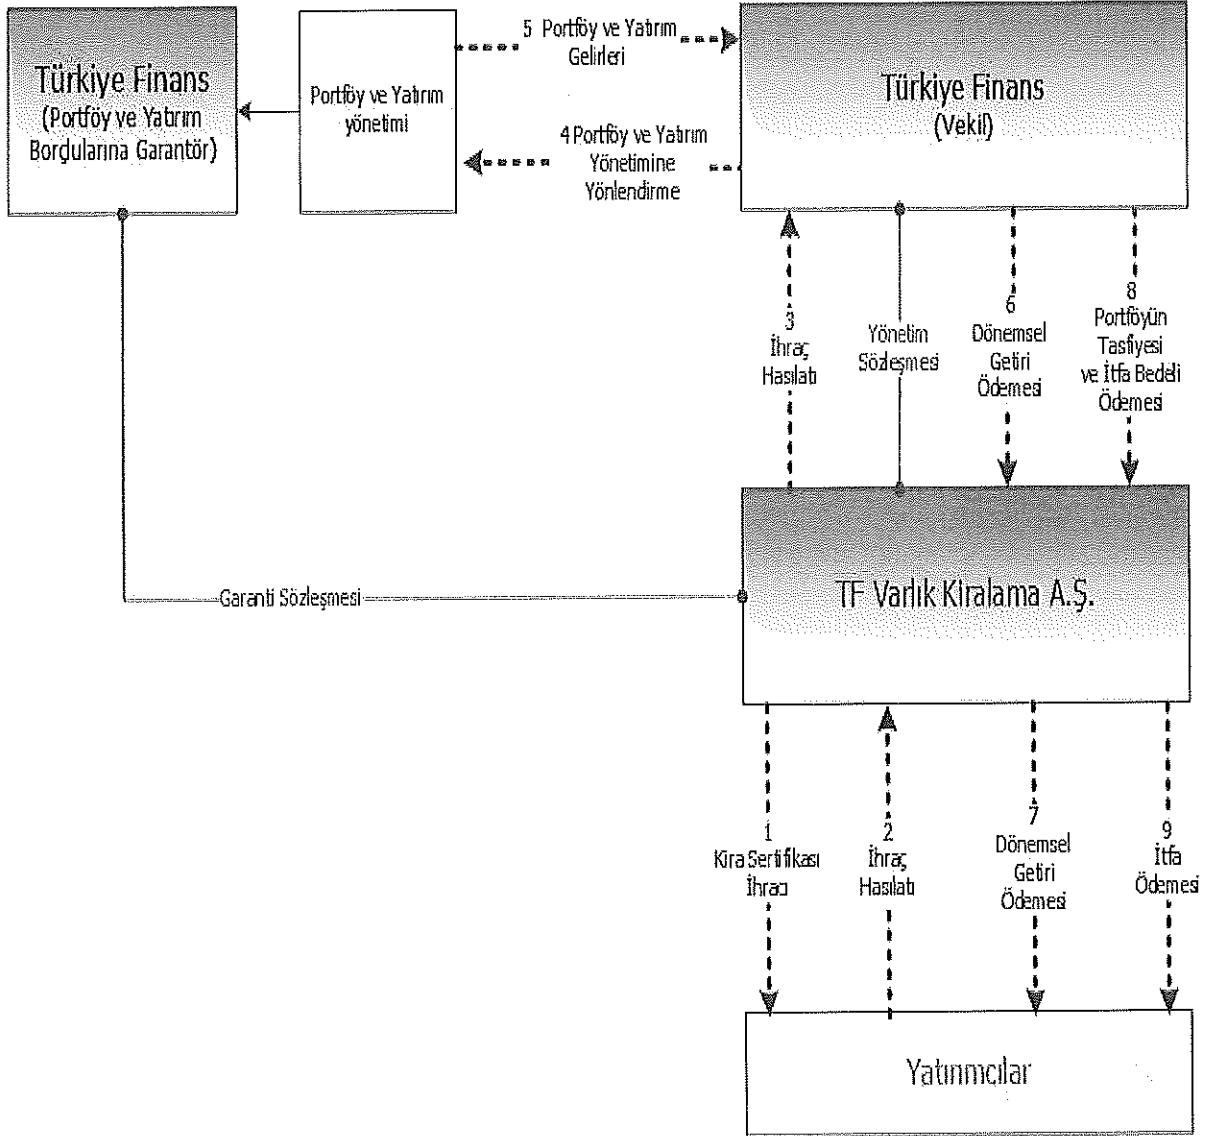 Türkiye Finans
(Portföy ve Yatırım
Borçlularına Garantör)
Portföy ve Yatırım
yönetimi
5 Portföy ve Yatırım
Gelirleri
4 Portföy ve Yatırım
Yönetimine
Yönlendirme
Türkiye Finans
(Vekil)
3
İhraç
Hasılatı
Yönetim
Sözleşmesi
6
Dönemsel
Getiri
Ödemesi
8
Portföyün
Tasfiyesi
ve İtfa Bedeli
Ödemesi
Garanti Sözleşmesi
TF Varlık Kiralama A.Ş.
1
Kira Sertifikası
İhracı
2
İhraç
Hasılatı
7
Dönemsel
Getiri
Ödemesi
9
İtfa
Ödemesi
Yatırımcılar